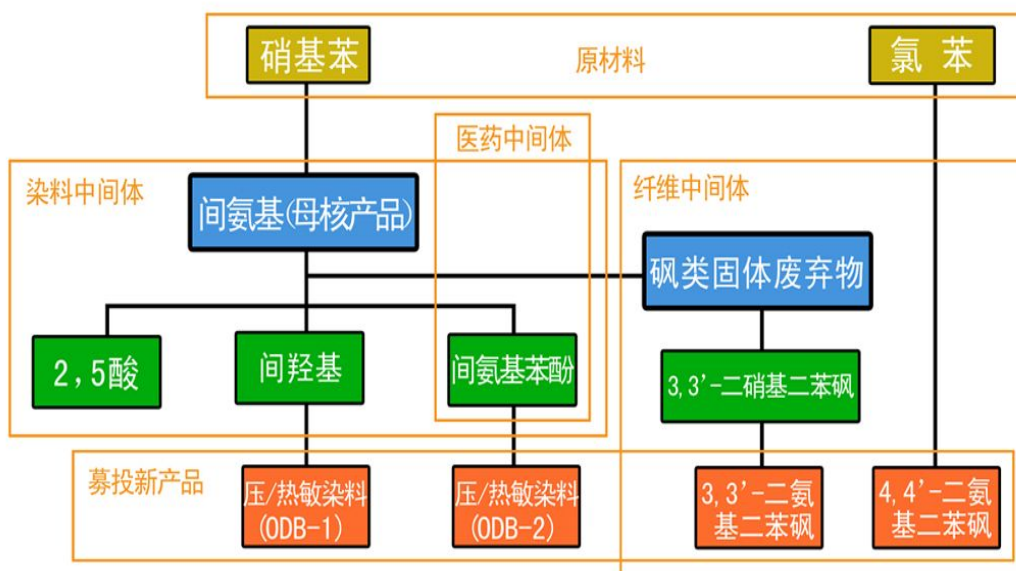 硝基苯
原材料
氯 苯
医药中间体
染料中间体
纤维中间体
间氨基(母核产品)
砜类固体废弃物
2,5酸
间羟基
间氨基苯酚
3,3'-二硝基二苯砜
募投新产品
压/热敏染料
(ODB-1)
压/热敏染料
(ODB-2)
3,3'-二氨
基二苯砜
4,4'-二氨
基二苯砜